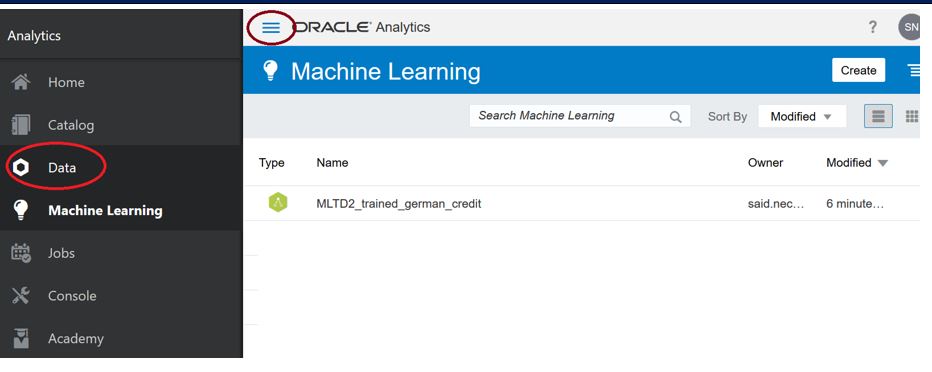 Analytics
Home
Catalog
Data
Machine Learning
Jobs
Console
Academy
ORACLE® Analytics
? SN
Machine Learning
Create
Search Machine Learning
Sort By Modified
Type Name Owner Modified
MLTD2_trained_german_credit said.nec... 6 minute...